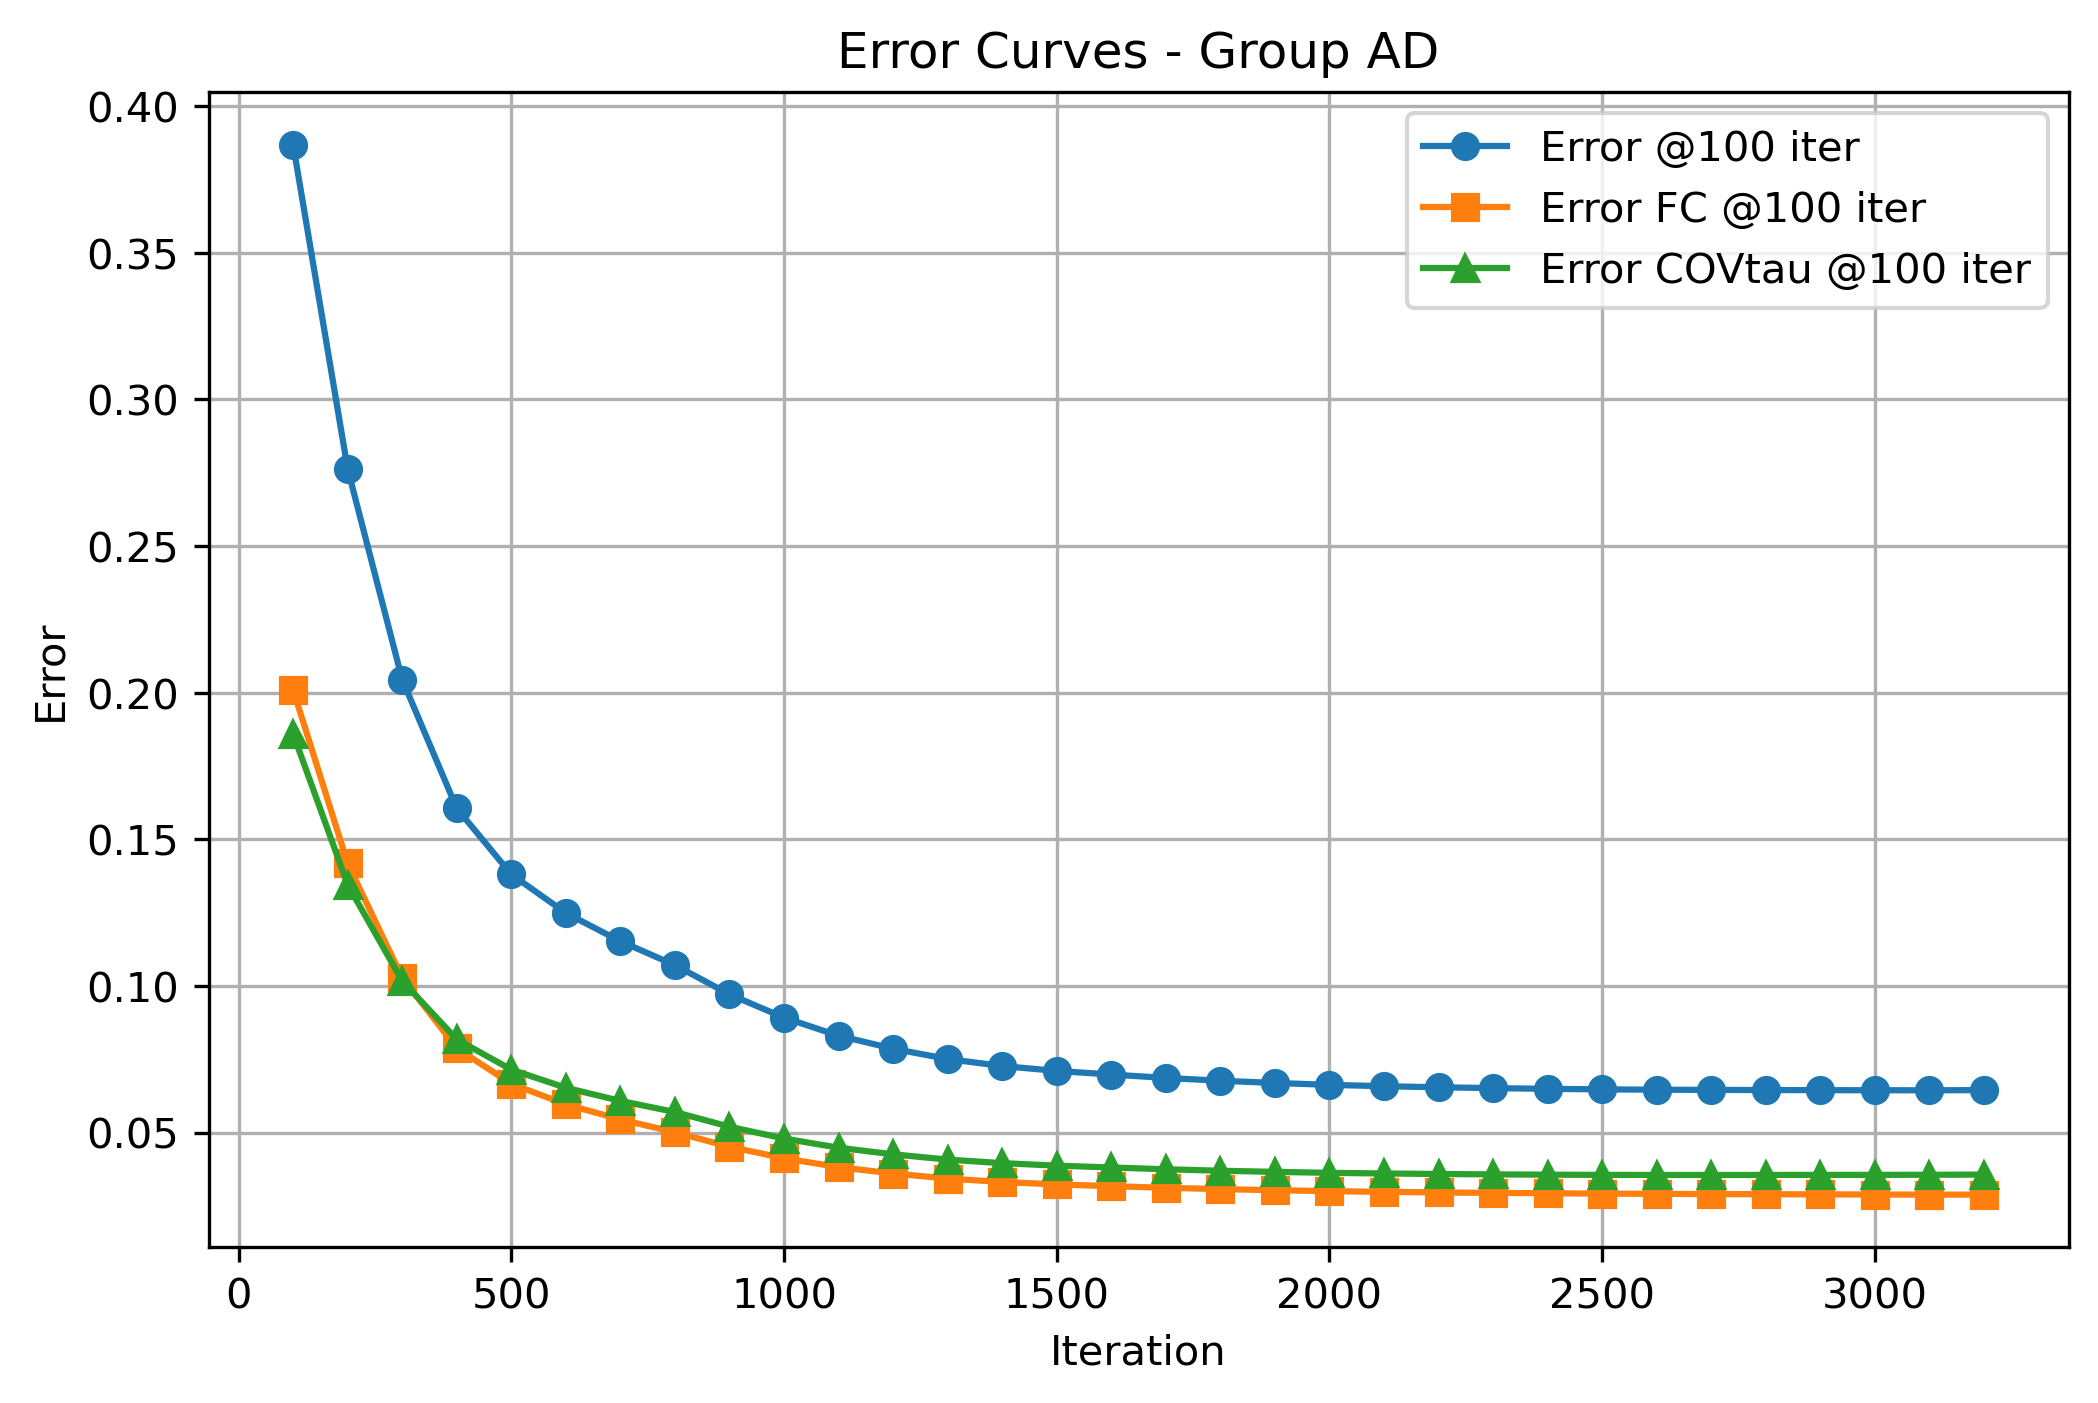 Error Curves - Group AD
Error @100 iter
Error FC @100 iter
Error COVtau @100 iter
0.40
0.35
0.30
0.25
0.20
0.15
0.10
0.05
Error
0 500 1000 1500 2000 2500 3000
Iteration